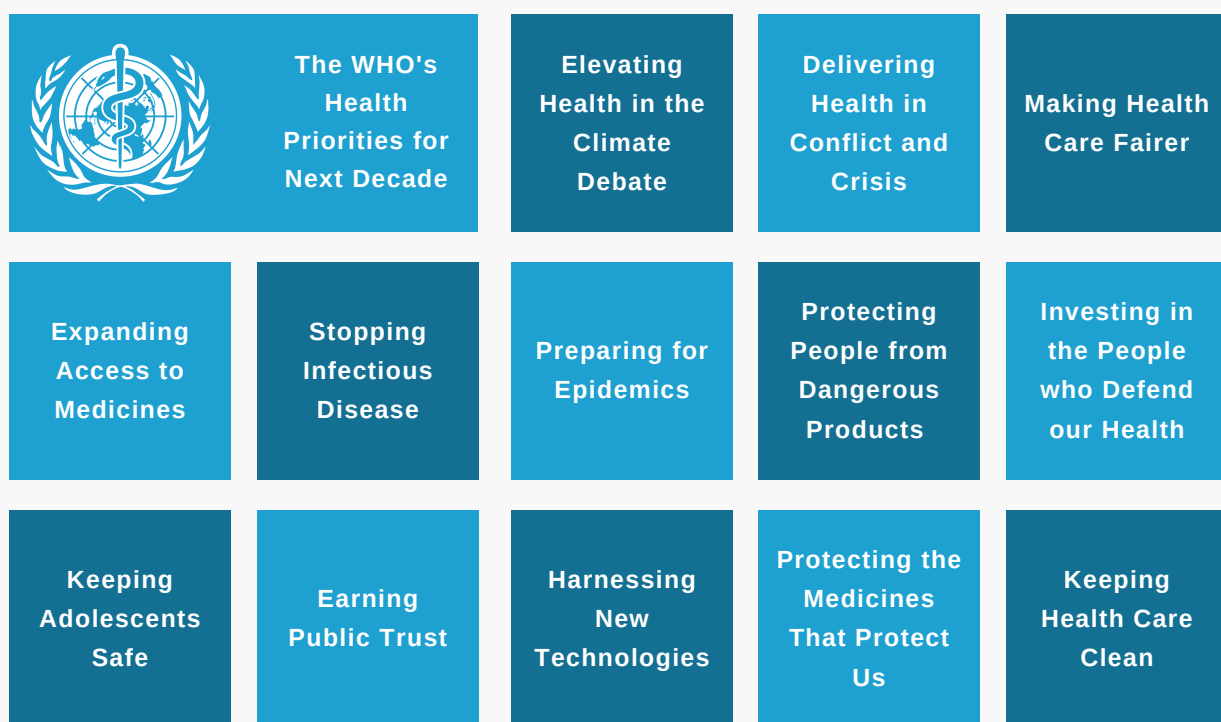 The WHO's
Health
Priorities for
Next Decade
Elevating
Health in the
Climate
Debate
Delivering
Health in
Conflict and
Crisis
Making Health
Care Fairer
Expanding
Access to
Medicines
Stopping
Infectious
Disease
Preparing for
Epidemics
Protecting
People from
Dangerous
Products
Investing in
the People
who Defend
our Health
Keeping
Adolescents
Safe
Earning
Public Trust
Harnessing
New
Technologies
Protecting the
Medicines
That Protect
Us
Keeping
Health Care
Clean